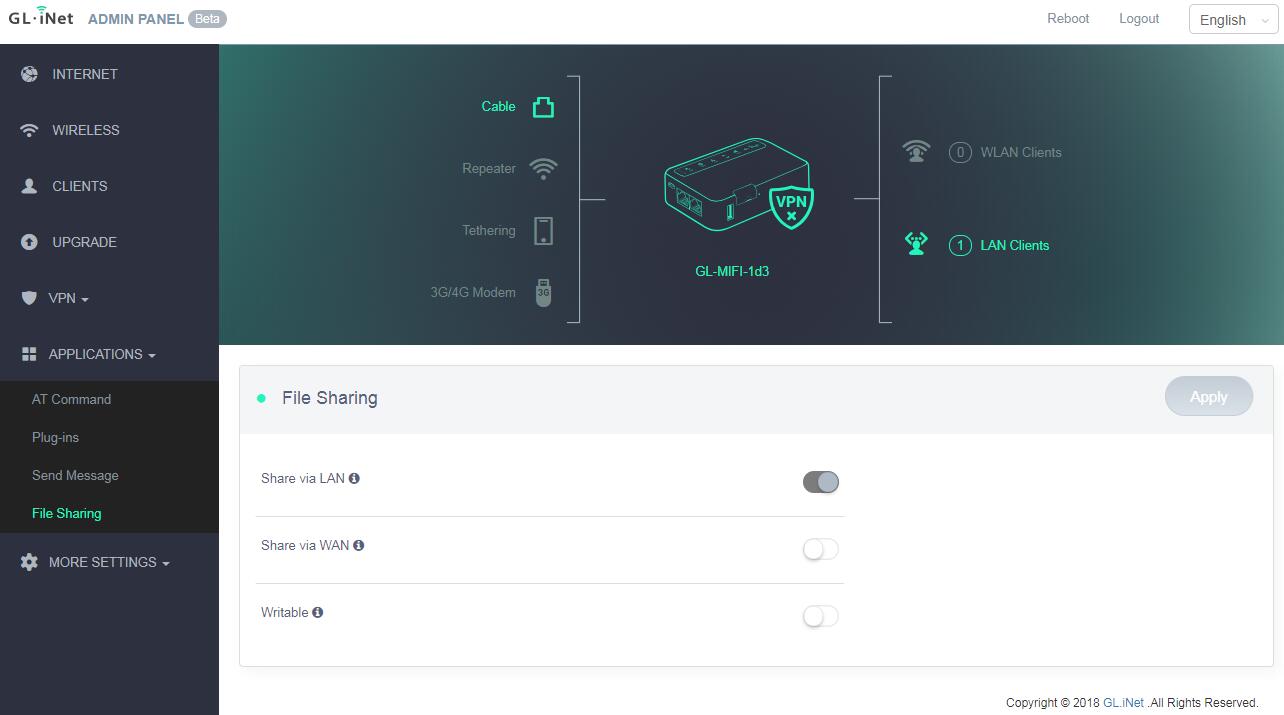 GL·iNet ADMIN PANEL Beta
Reboot Logout English
INTERNET
WIRELESS
CLIENTS
UPGRADE
VPN
APPLICATIONS
AT Command
Plug-ins
Send Message
File Sharing
MORE SETTINGS
Cable
Repeater
Tethering
3G/4G Modem 3G
VPN
GL-MIFI-1d3
0 WLAN Clients
1 LAN Clients
File Sharing
Apply
Share via LAN
Share via WAN
Writable
Copyright © 2018 GL.iNet .All Rights Reserved.